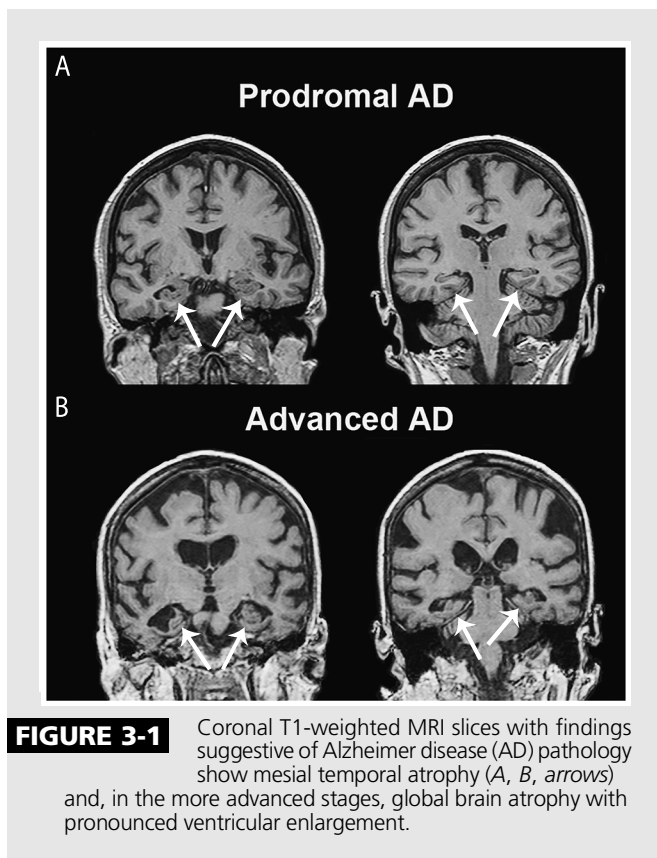 A
Prodromal AD
B
Advanced AD
FIGURE 3-1
Coronal T1-weighted MRI slices with findings
suggestive of Alzheimer disease (AD) pathology
show mesial temporal atrophy (A, B, arrows)
and, in the more advanced stages, global brain atrophy with
pronounced ventricular enlargement.